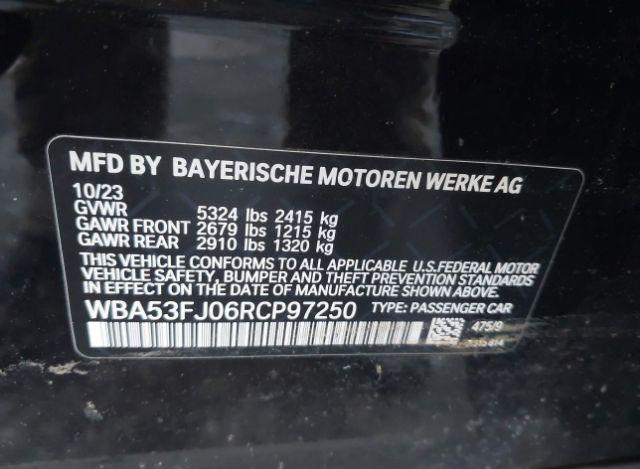 MFD BY BAYERISCHE MOTOREN WERKE AG
10/23
GVWR 5324 lbs 2415 kg
GAWR FRONT 2679 lbs 1215 kg
GAWR REAR 2910 lbs 1320 kg
THIS VEHICLE CONFORMS TO ALL APPLICABLE U.S.FEDERAL MOTOR
VEHICLE SAFETY, BUMPER AND THEFT PREVENTION STANDARDS
IN EFFECT ON THE DATE OF MANUFACTURE SHOWN ABOVE.
WBA53FJ06RCP97250 TYPE: PASSENGER CAR
475/9